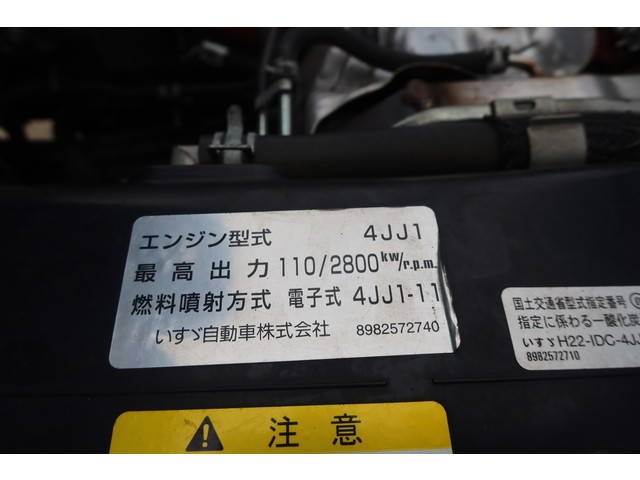 エンジン型式 4JJ1
最高出力 110/2800kw/r.p.m.
燃料噴射方式 電子式 4JJ1-11
いすゞ自動車株式会社 8982572740
国土交通省型式指定番号
指定に係わる一酸化炭
いすゞH22-IDC-4JJ
8982572710
注意